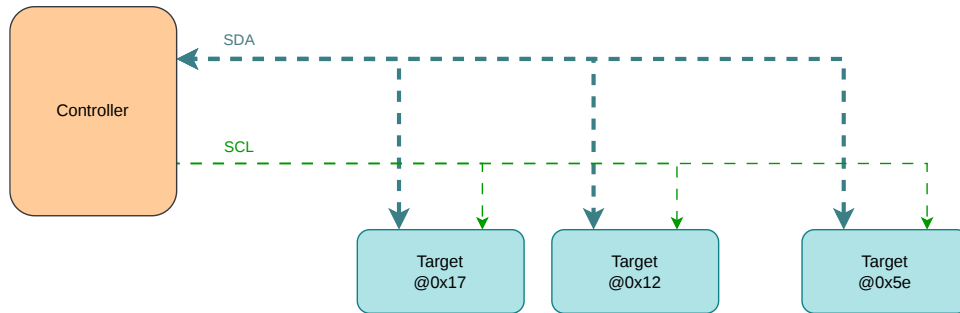 SDA
Controller
SCL
Target
@0x17
Target
@0x12
Target
@0x5e